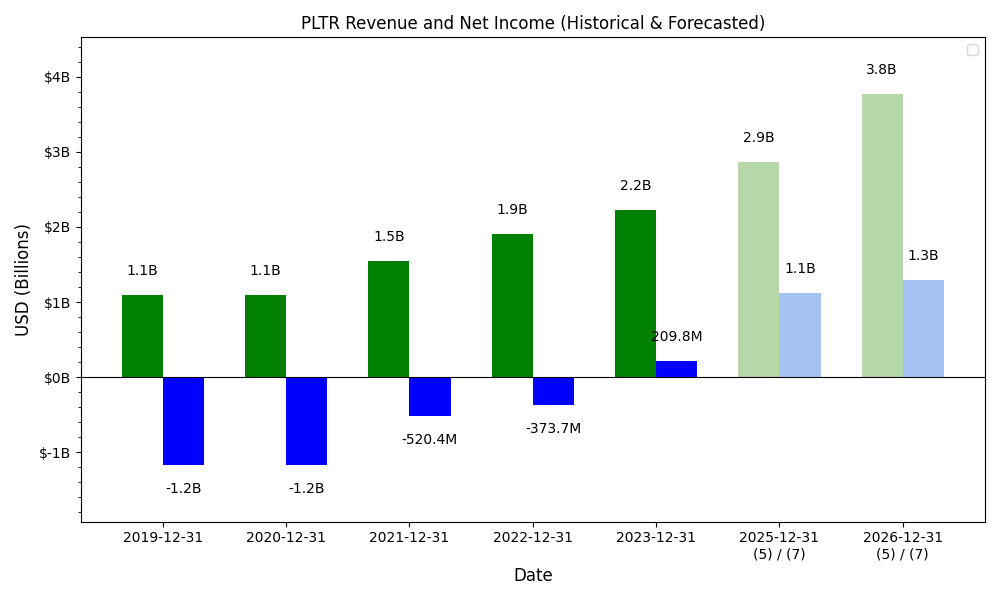 PLTR Revenue and Net Income (Historical & Forecasted)
$4B
$3B
$2B
$1B
$0B
$-1B
USD (Billions)
1.1B
-1.2B
1.1B
-1.2B
1.5B
-520.4M
1.9B
-373.7M
2.2B
209.8M
2.9B
1.1B
3.8B
1.3B
2019-12-31
2020-12-31
2021-12-31
2022-12-31
2023-12-31
2025-12-31
(5) / (7)
2026-12-31
(5) / (7)
Date